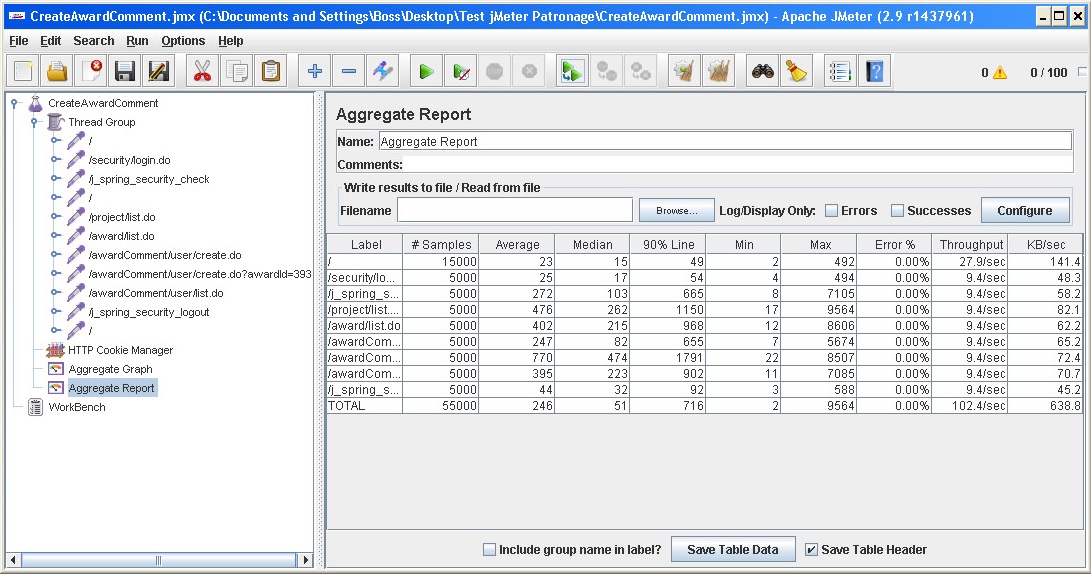 CreateAwardComment.jmx (C:\Documents and Settings\Boss\Desktop\Test jMeter Patronage\CreateAwardComment.jmx) - Apache JMeter (2.9 r1437961)
File Edit Search Run Options Help
0 0 / 100
CreateAwardComment
Thread Group
/
/security/login.do
/j_spring_security_check
/
/project/list.do
/award/list.do
/awardComment/user/create.do
/awardComment/user/create.do?awardId=393
/awardComment/user/list.do
/j_spring_security_logout
/
HTTP Cookie Manager
Aggregate Graph
Aggregate Report
WorkBench
Aggregate Report
Name: Aggregate Report
Comments:
Write results to file / Read from file
Filename Browse... Log/Display Only: Errors Successes Configure
Label # Samples Average Median 90% Line Min Max Error % Throughput KB/sec
/ 15000 23 15 49 2 492 0.00% 27.9/sec 141.4
/security/lo... 5000 25 17 54 4 494 0.00% 9.4/sec 48.3
/j_spring_s... 5000 272 103 665 8 7105 0.00% 9.4/sec 58.2
/project/list.... 5000 476 262 1150 17 9564 0.00% 9.4/sec 82.1
/award/list.do 5000 402 215 968 12 8606 0.00% 9.4/sec 62.2
/awardCom... 5000 247 82 655 7 5674 0.00% 9.4/sec 65.2
/awardCom... 5000 770 474 1791 22 8507 0.00% 9.4/sec 72.4
/awardCom... 5000 395 223 902 11 7085 0.00% 9.4/sec 70.7
/j_spring_s... 5000 44 32 92 3 588 0.00% 9.4/sec 45.2
TOTAL 55000 246 51 716 2 9564 0.00% 102.4/sec 638.8
Include group name in label? Save Table Data Save Table Header